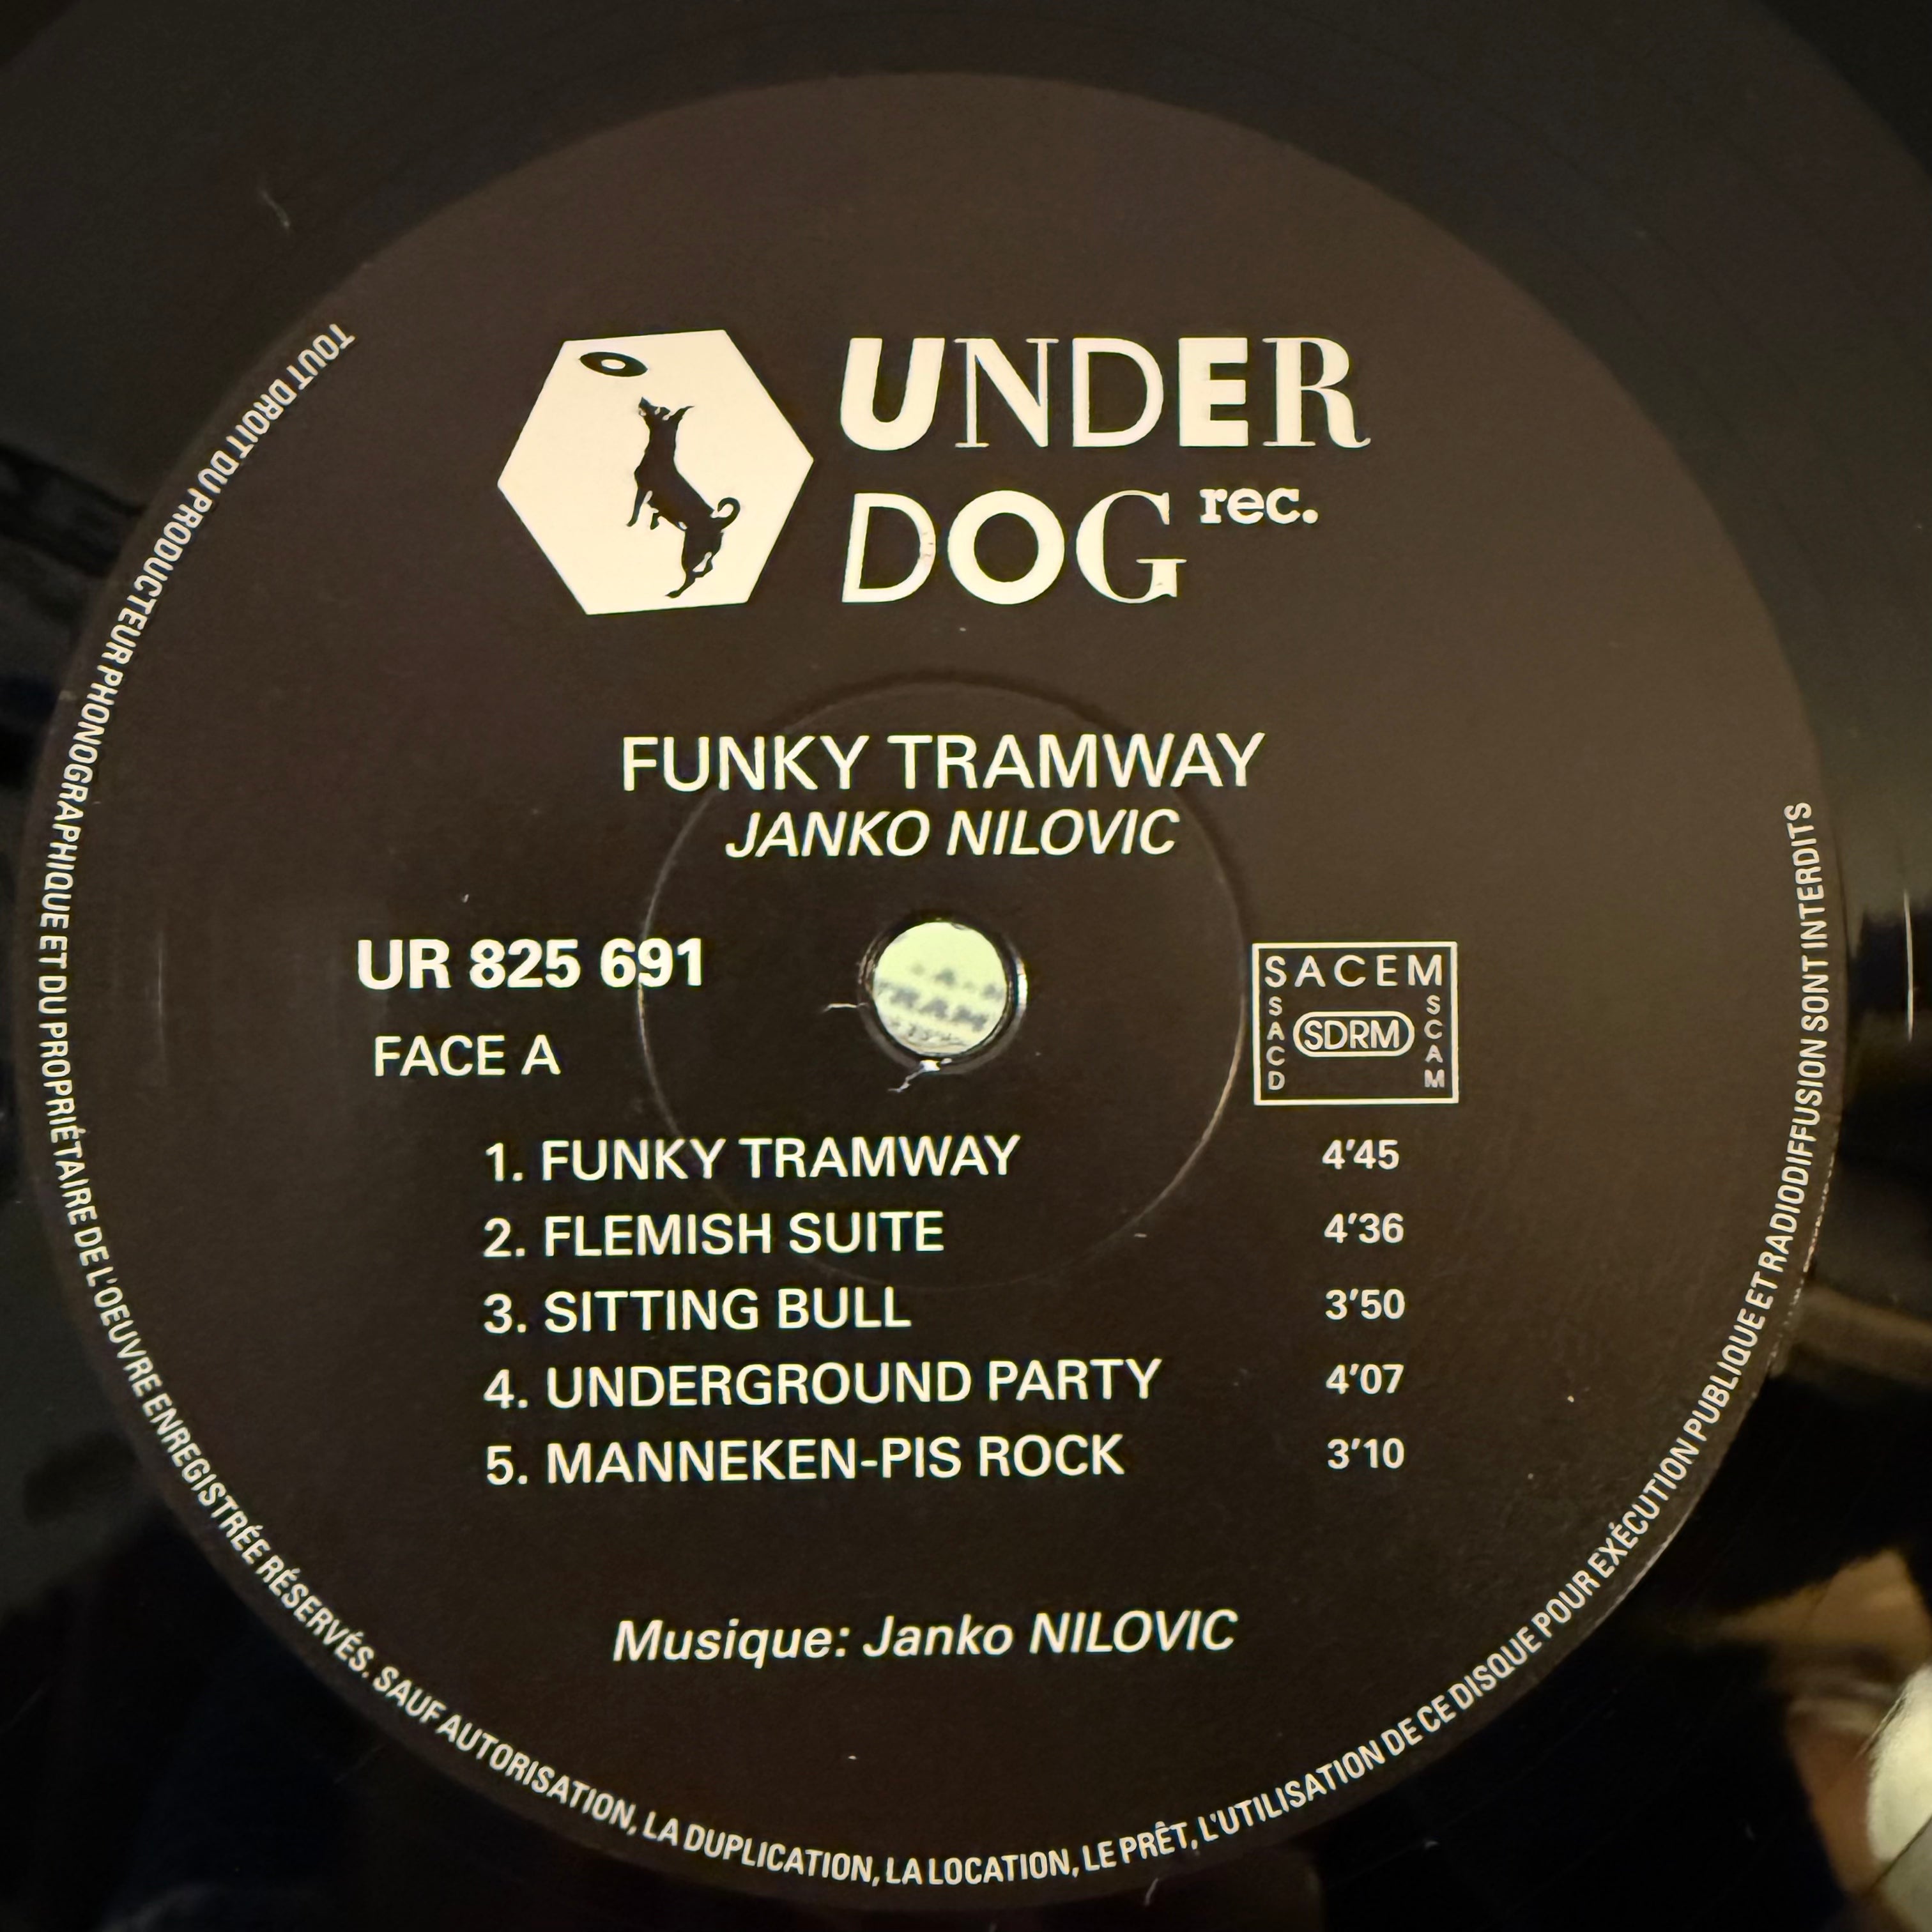 UNDER
DOG rec.
FUNKY TRAMWAY
JANKO NILOVIC
UR 825 691
FACE A
SACEM
SACD
SDRM
SCAM
1. FUNKY TRAMWAY 4'45
2. FLEMISH SUITE 4'36
3. SITTING BULL 3'50
4. UNDERGROUND PARTY 4'07
5. MANNEKEN-PIS ROCK 3'10
Musique: Janko NILOVIC
TOUT DROIT DU PRODUCTEUR PHONOGRAPHIQUE ET DU PROPRIÉTAIRE DE L'OEUVRE ENREGISTRÉE RÉSERVÉS. SAUF AUTORISATION, LA DUPLICATION, LA LOCATION, LE PRÊT, L'UTILISATION DE CE DISQUE POUR EXÉCUTION PUBLIQUE ET RADIODIFFUSION SONT INTERDITS